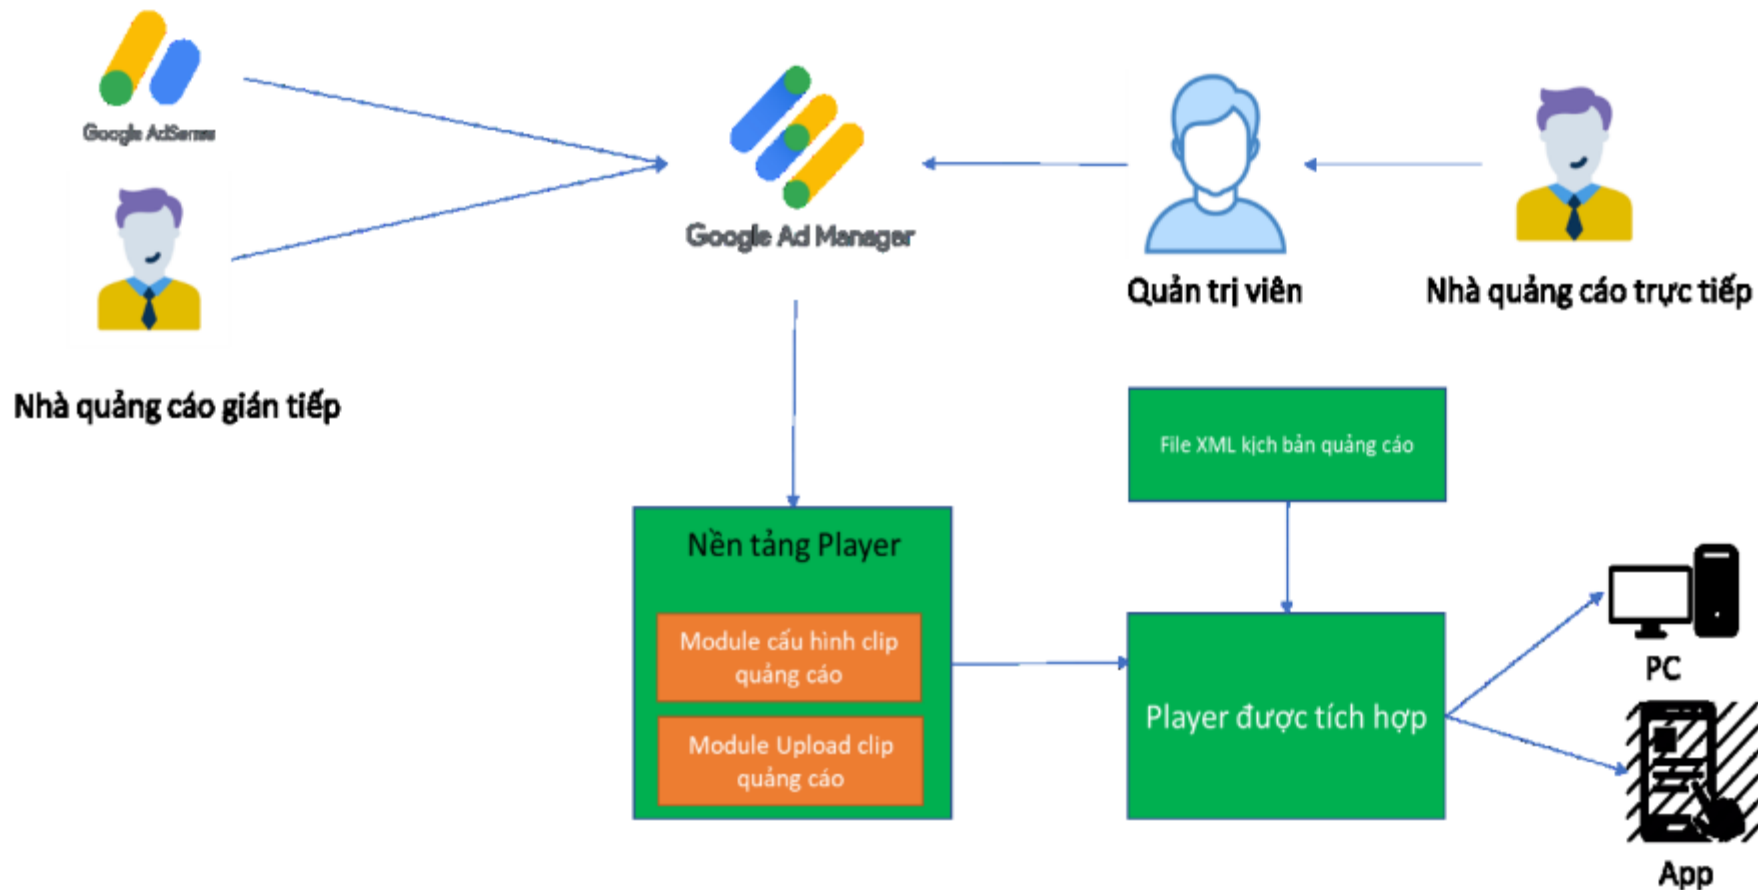 Google AdSense
Google Ad Manager
Quản trị viên
Nhà quảng cáo trực tiếp
Nhà quảng cáo gián tiếp
File XML kịch bản quảng cáo
Nền tảng Player
Module cấu hình clip
quảng cáo
Module Upload clip
quảng cáo
Player được tích hợp
PC
App